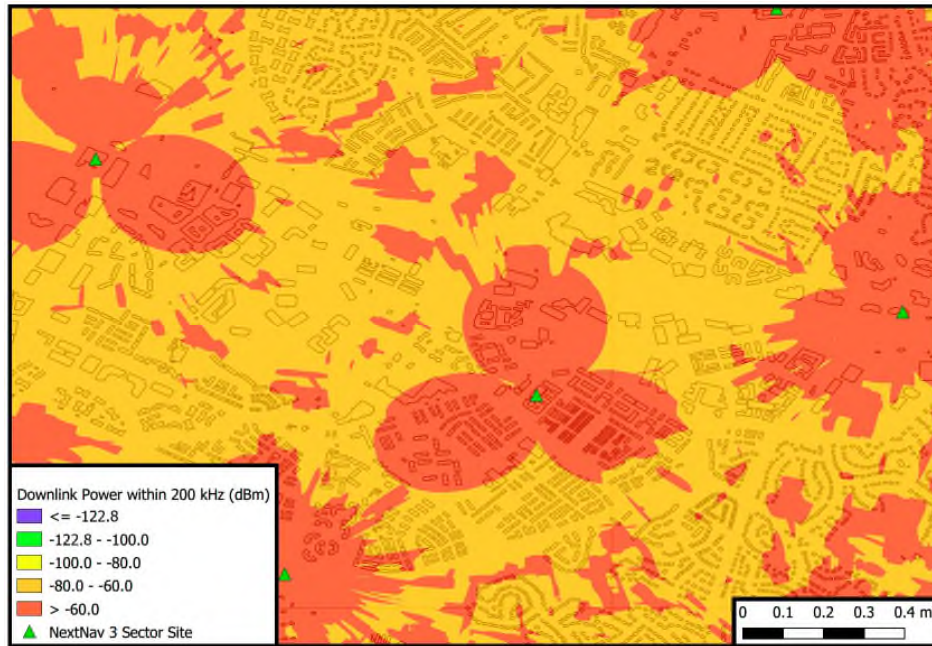 Downlink Power within 200 kHz (dBm)
<= -122.8
-122.8 - -100.0
-100.0 - -80.0
-80.0 - -60.0
> -60.0
NextNav 3 Sector Site
0 0.1 0.2 0.3 0.4 m